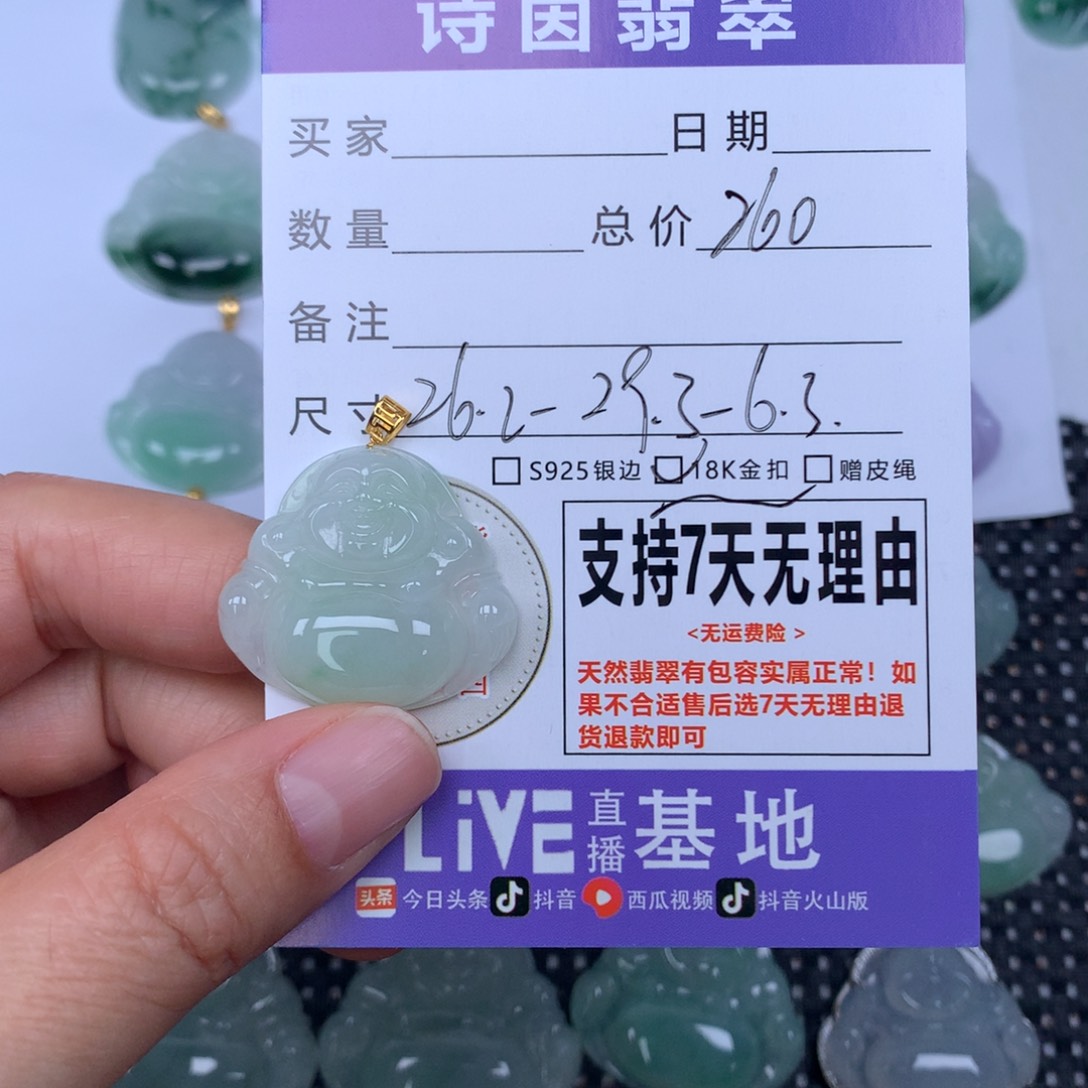 诗因翡翠
买家 日期
数量 总价 260
备注
尺寸 26.2-29.3-6.3.
S925银边 18K金扣 赠皮绳
支持7天无理由
<无运费险>
天然翡翠有包容实属正常！如
果不合适售后选7天无理由退
货退款即可
LiVE 直播 基地
头条 今日头条 抖音 西瓜视频 抖音火山版